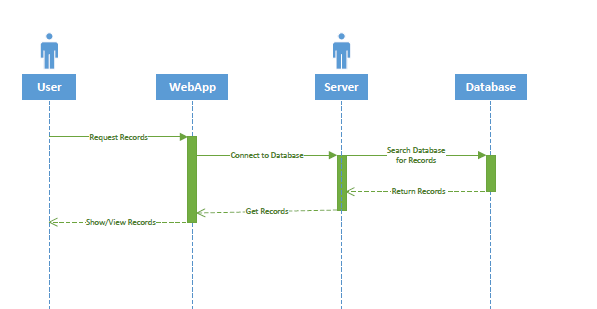 User
WebApp
Server
Database
Request Records
Connect to Database
Search Database
for Records
Return Records
Get Records
Show/View Records